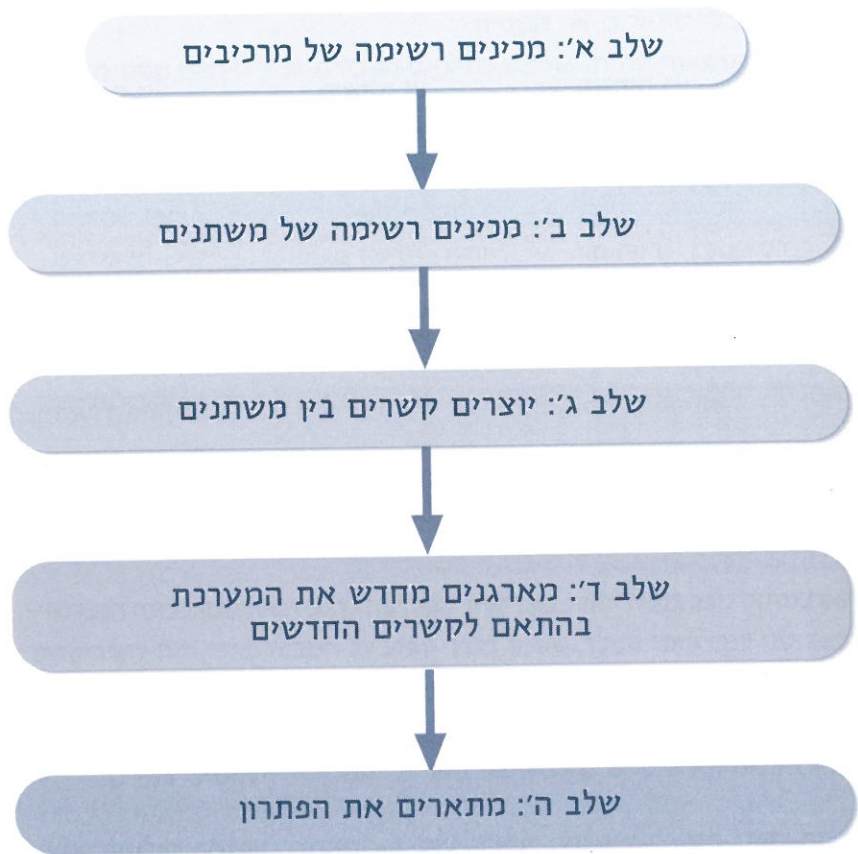 שלב א׳: מכינים רשימה של מרכיבים
שלב ב׳: מכינים רשימה של משתנים
שלב ג׳: יוצרים קשרים בין משתנים
שלב ד׳: מארגנים מחדש את המערכת
בהתאם לקשרים החדשים
שלב ה׳: מתארים את הפתרון